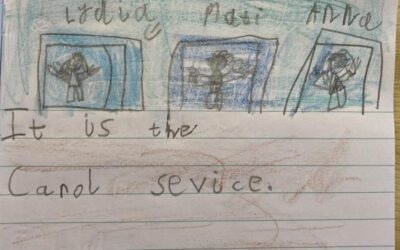 Lydia Mati ANNa
It is the
Carol sevice.